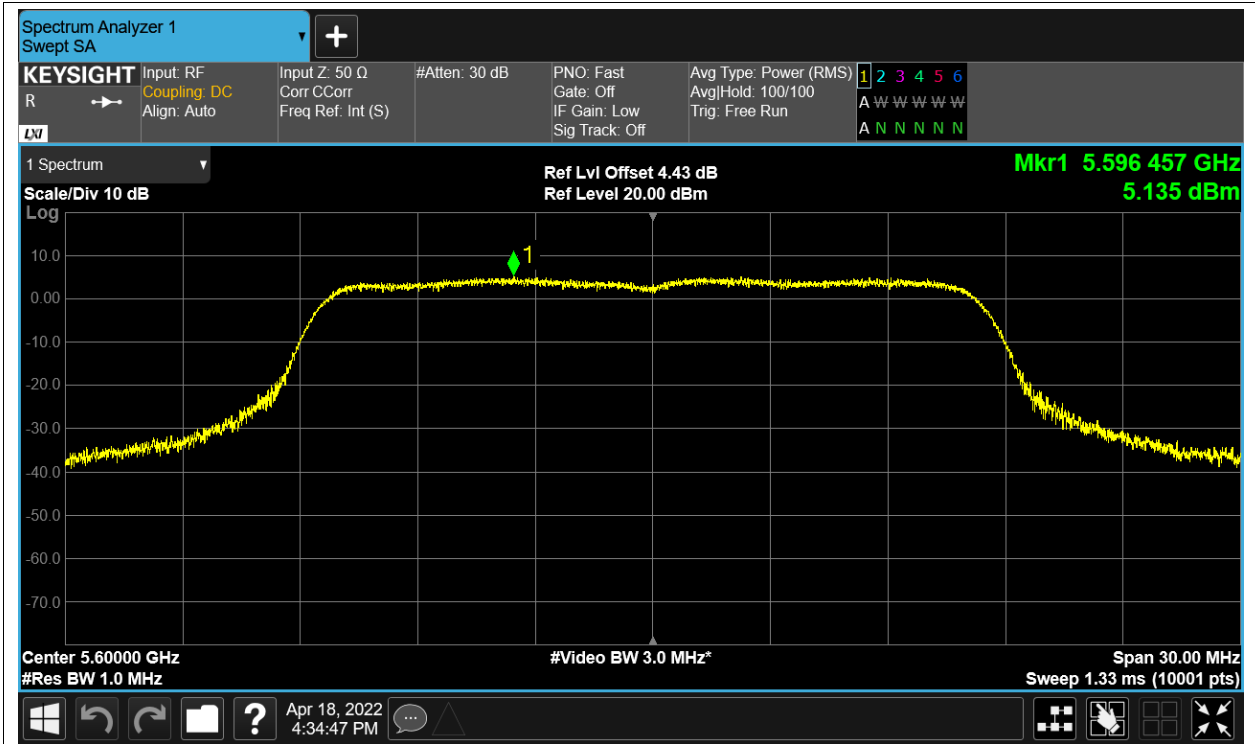 Spectrum Analyzer 1
Swept SA
+
KEYSIGHT
R
LXI
Input: RF
Coupling: DC
Align: Auto
Input Z: 50 Ω
Corr CCorr
Freq Ref: Int (S)
#Atten: 30 dB
PNO: Fast
Gate: Off
IF Gain: Low
Sig Track: Off
Avg Type: Power (RMS)
Avg|Hold: 100/100
Trig: Free Run
1 2 3 4 5 6
A W W W W W
A N N N N N
1 Spectrum
Scale/Div 10 dB
Log
Ref Lvl Offset 4.43 dB
Ref Level 20.00 dBm
Mkr1 5.596 457 GHz
5.135 dBm
1
10.0
0.00
-10.0
-20.0
-30.0
-40.0
-50.0
-60.0
-70.0
Center 5.60000 GHz
#Res BW 1.0 MHz
#Video BW 3.0 MHz*
Span 30.00 MHz
Sweep 1.33 ms (10001 pts)
?
Apr 18, 2022
4:34:47 PM